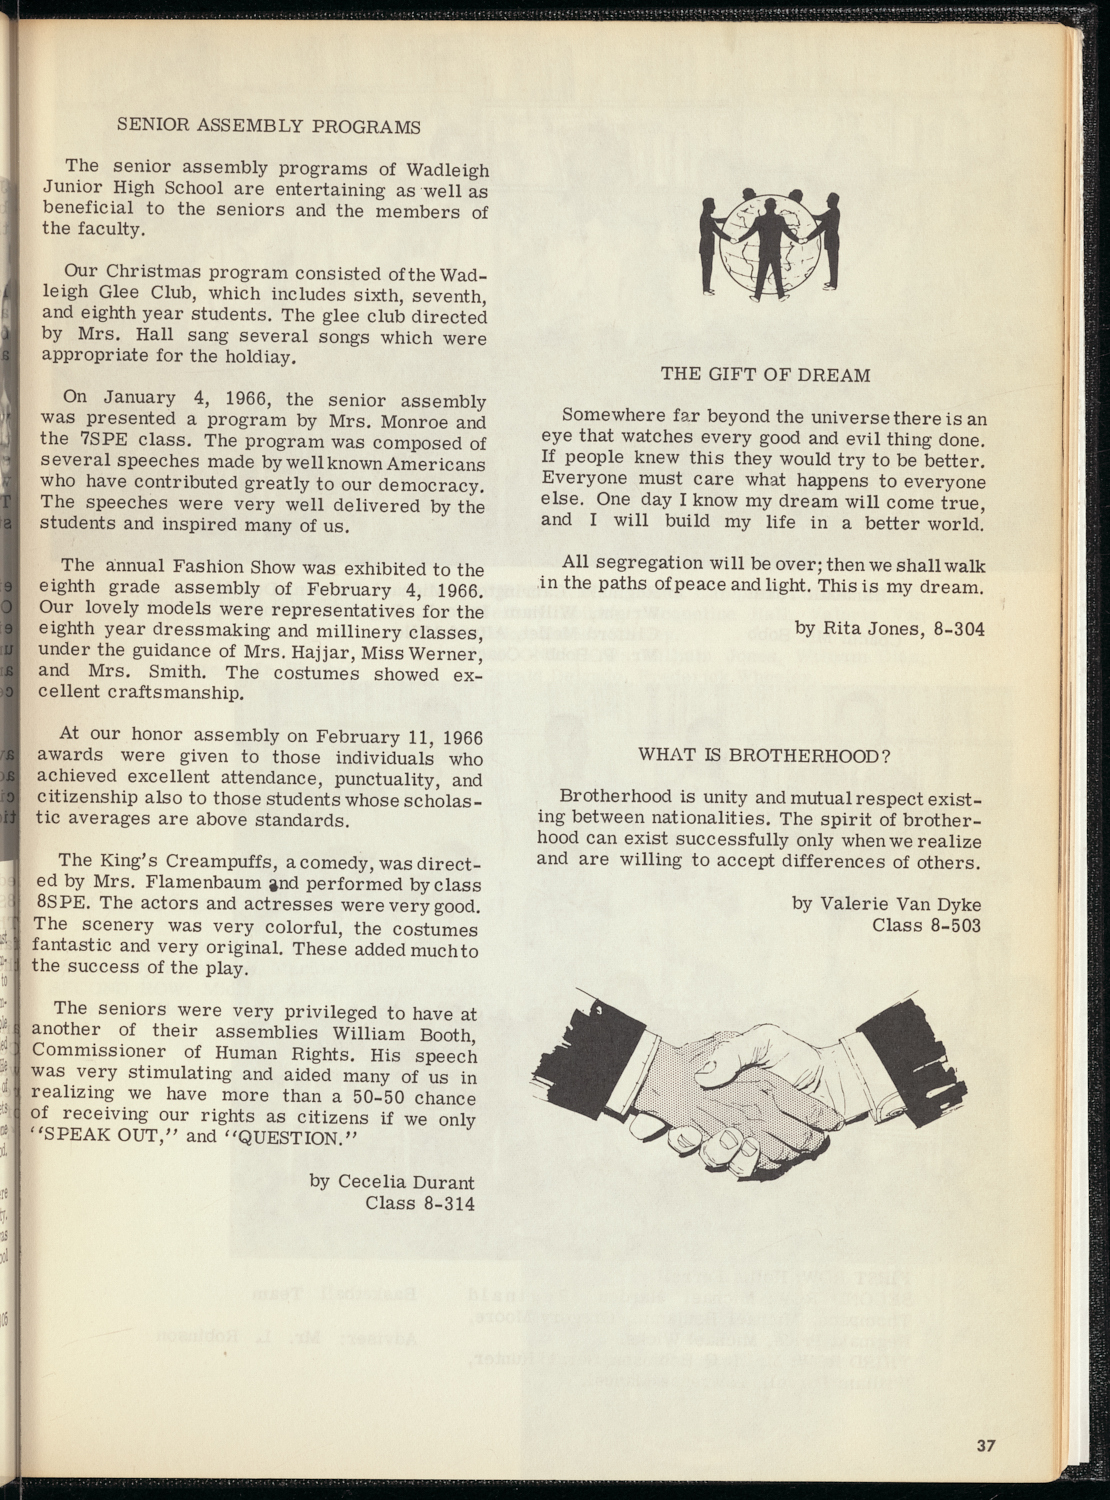 SENIOR ASSEMBLY PROGRAMS
The senior assembly programs of Wadleigh
Junior High School are entertaining as well as
beneficial to the seniors and the members of
the faculty.
Our Christmas program consisted of the Wad-
leigh Glee Club, which includes sixth, seventh,
and eighth year students. The glee club directed
by Mrs. Hall sang several songs which were
appropriate for the holdiay.
On January 4, 1966, the senior assembly
was presented a program by Mrs. Monroe and
the 7SPE class. The program was composed of
several speeches made by well known Americans
who have contributed greatly to our democracy.
The speeches were very well delivered by the
students and inspired many of us.
The annual Fashion Show was exhibited to the
eighth grade assembly of February 4, 1966.
Our lovely models were representatives for the
eighth year dressmaking and millinery classes,
under the guidance of Mrs. Hajjar, Miss Werner,
and Mrs. Smith. The costumes showed ex-
cellent craftsmanship.
At our honor assembly on February 11, 1966
awards were given to those individuals who
achieved excellent attendance, punctuality, and
citizenship also to those students whose scholas-
tic averages are above standards.
The King's Creampuffs, a comedy, was direct-
ed by Mrs. Flamenbaum and performed by class
8SPE. The actors and actresses were very good.
The scenery was very colorful, the costumes
fantastic and very original. These added much to
the success of the play.
The seniors were very privileged to have at
another of their assemblies William Booth,
Commissioner of Human Rights. His speech
was very stimulating and aided many of us in
realizing we have more than a 50-50 chance
of receiving our rights as citizens if we only
"SPEAK OUT," and "QUESTION."
by Cecelia Durant
Class 8-314
THE GIFT OF DREAM
Somewhere far beyond the universe there is an
eye that watches every good and evil thing done.
If people knew this they would try to be better.
Everyone must care what happens to everyone
else. One day I know my dream will come true,
and I will build my life in a better world.
All segregation will be over; then we shall walk
in the paths of peace and light. This is my dream.
by Rita Jones, 8-304
WHAT IS BROTHERHOOD?
Brotherhood is unity and mutual respect exist-
ing between nationalities. The spirit of brother-
hood can exist successfully only when we realize
and are willing to accept differences of others.
by Valerie Van Dyke
Class 8-503
37